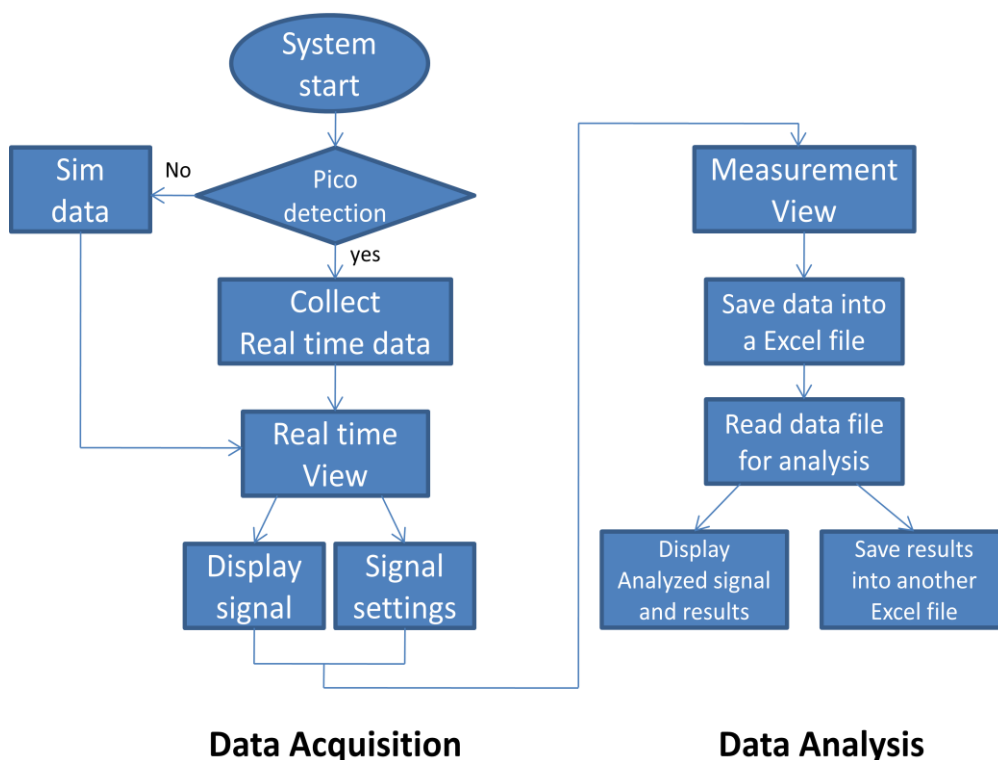 System
start
No
Sim
data
Pico
detection
yes
Collect
Real time data
Real time
View
Display
signal
Signal
settings
Data Acquisition
Measurement
View
Save data into
a Excel file
Read data file
for analysis
Display
Analyzed signal
and results
Save results
into another
Excel file
Data Analysis